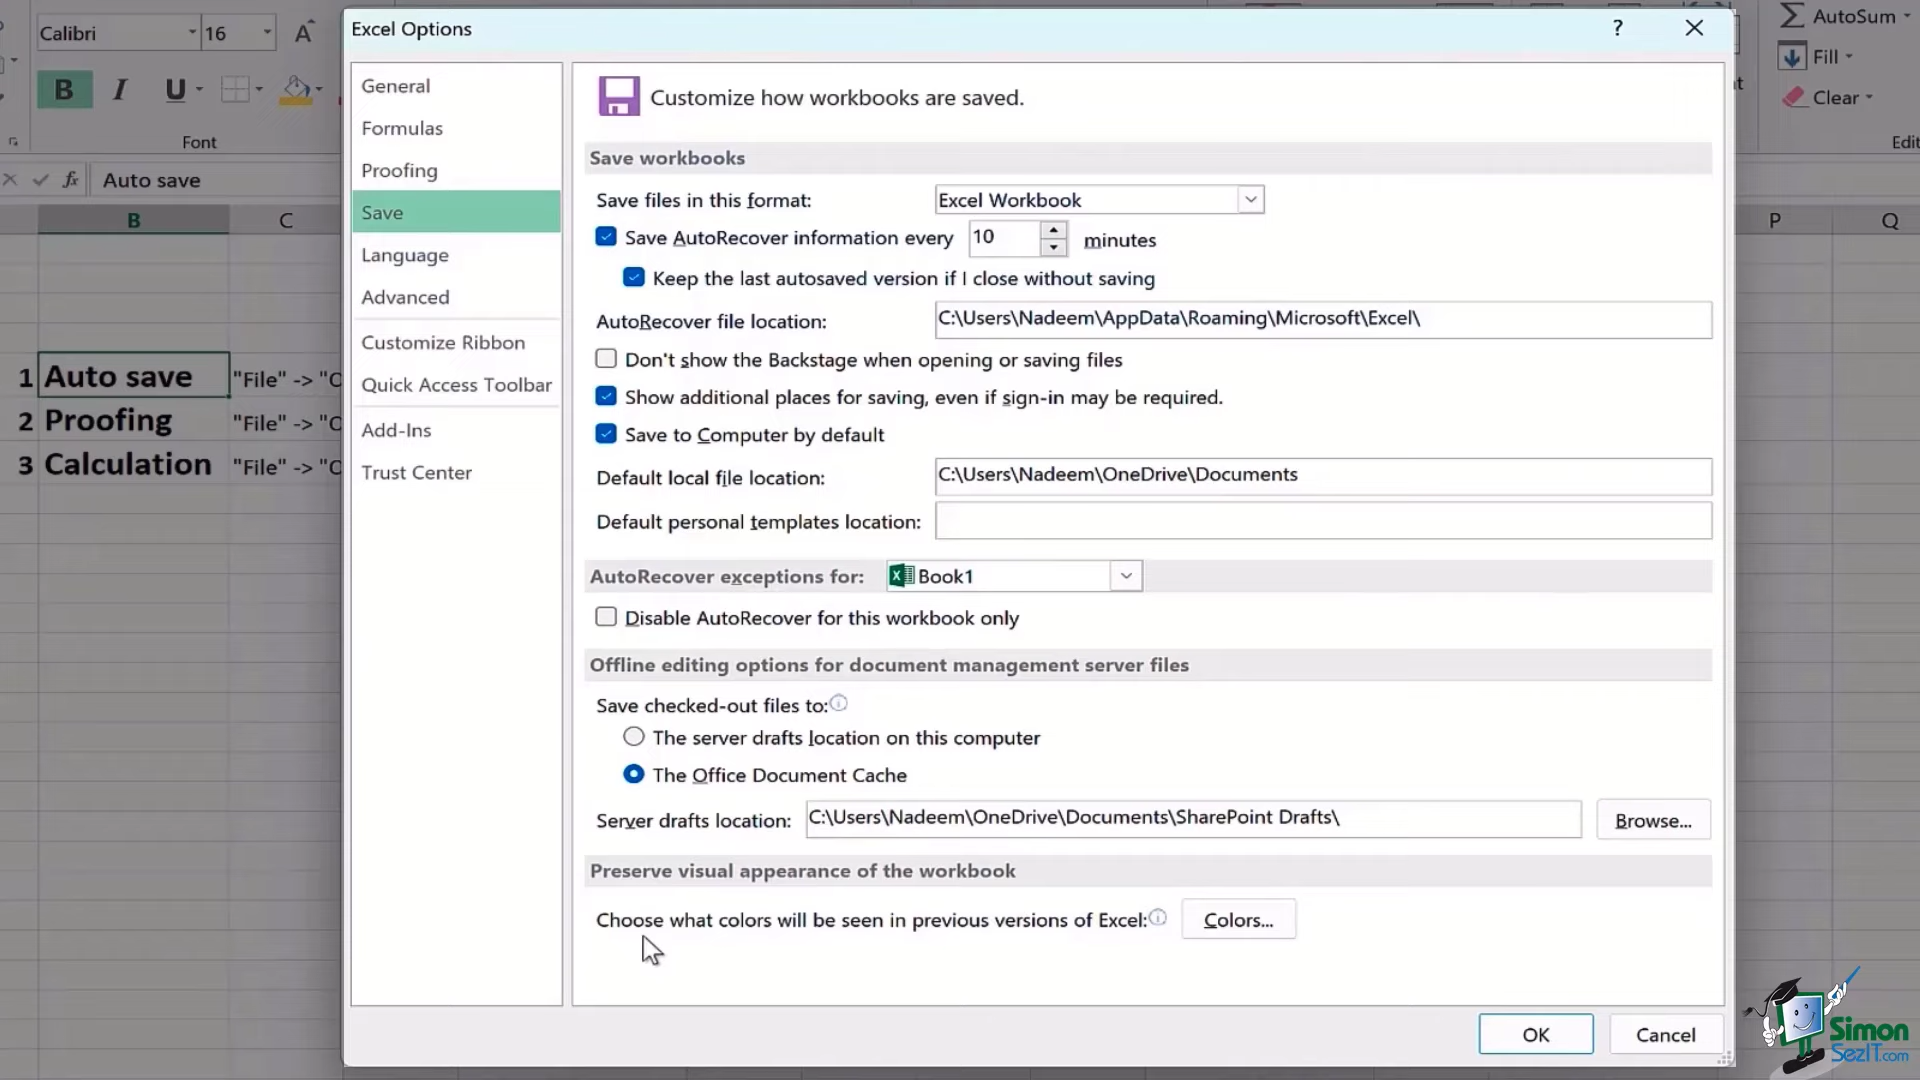 Calibri 16 A
B I U
Font
AutoSum
Fill
Clear
Edit
fx Auto save
B C P Q
1 Auto save "File" -> "O
2 Proofing "File" -> "O
3 Calculation "File" -> "O
Excel Options ?
General
Formulas
Proofing
Save
Language
Advanced
Customize Ribbon
Quick Access Toolbar
Add-Ins
Trust Center
Customize how workbooks are saved.
Save workbooks
Save files in this format: Excel Workbook
Save AutoRecover information every 10 minutes
Keep the last autosaved version if I close without saving
AutoRecover file location: C:\Users\Nadeem\AppData\Roaming\Microsoft\Excel\
Don't show the Backstage when opening or saving files
Show additional places for saving, even if sign-in may be required.
Save to Computer by default
Default local file location: C:\Users\Nadeem\OneDrive\Documents
Default personal templates location:
AutoRecover exceptions for: Book1
Disable AutoRecover for this workbook only
Offline editing options for document management server files
Save checked-out files to:
The server drafts location on this computer
The Office Document Cache
Server drafts location: C:\Users\Nadeem\OneDrive\Documents\SharePoint Drafts\ Browse...
Preserve visual appearance of the workbook
Choose what colors will be seen in previous versions of Excel: Colors...
OK Cancel
Simon
SezIT.com